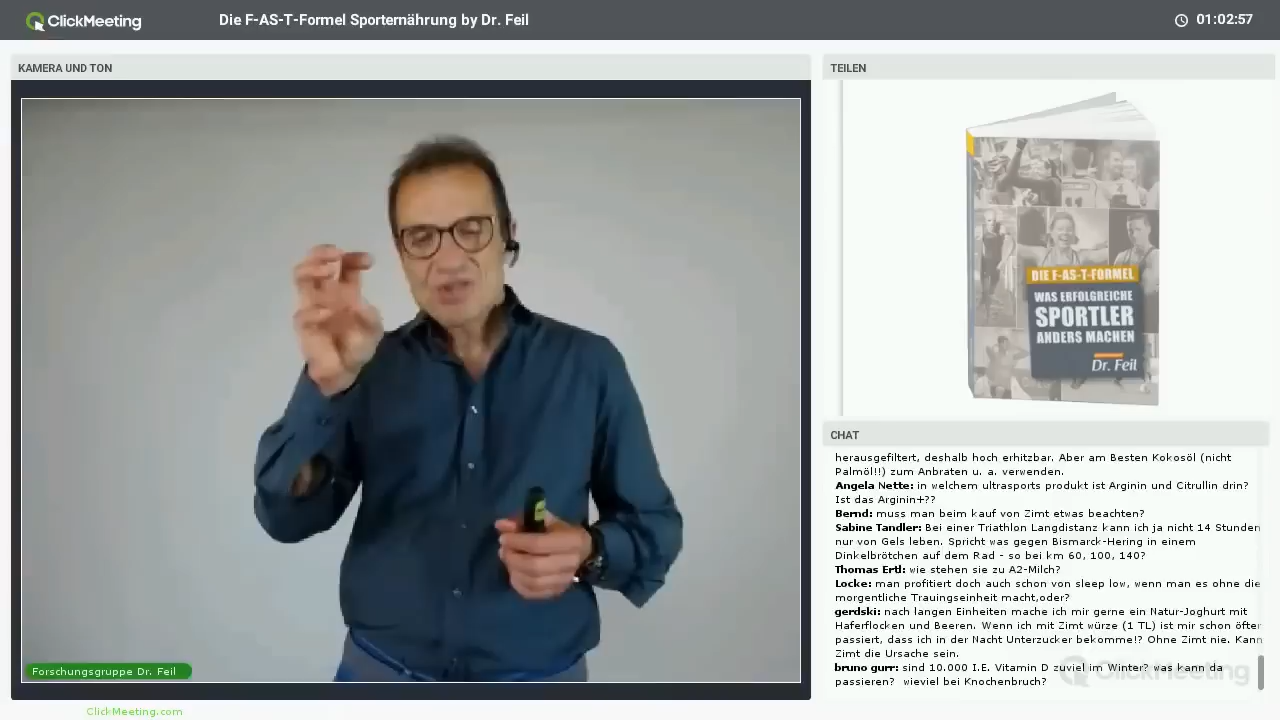 ClickMeeting
Die F-AS-T-Formel Sporternährung by Dr. Feil
01:02:57
KAMERA UND TON
Forschungsgruppe Dr. Feil
ClickMeeting.com
TEILEN
DIE F-AS-T-FORMEL
WAS ERFOLGREICHE
SPORTLER
ANDERS MACHEN
Dr. Feil
CHAT
herausgefiltert, deshalb hoch erhitzbar. Aber am Besten Kokosöl (nicht
Palmöl!!) zum Anbraten u. a. verwenden.
Angela Nette: in welchem ultrasports produkt ist Arginin und Citrullin drin?
Ist das Arginin+??
Bernd: muss man beim kauf von Zimt etwas beachten?
Sabine Tandler: Bei einer Triathlon Langdistanz kann ich ja nicht 14 Stunden
nur von Gels leben. Spricht was gegen Bismarck-Hering in einem
Dinkelbrötchen auf dem Rad - so bei km 60, 100, 140?
Thomas Ertl: wie stehen sie zu A2-Milch?
Locke: man profitiert doch auch schon von sleep low, wenn man es ohne die
morgentliche Trauingseinheit macht,oder?
gerdski: nach langen Einheiten mache ich mir gerne ein Natur-Joghurt mit
Haferflocken und Beeren. Wenn ich mit Zimt würze (1 TL) ist mir schon öfter
passiert, dass ich in der Nacht Unterzucker bekomme!? Ohne Zimt nie. Kann
Zimt die Ursache sein.
bruno gurr: sind 10.000 I.E. Vitamin D zuviel im Winter? was kann da
passieren? wieviel bei Knochenbruch?
ClickMeeting